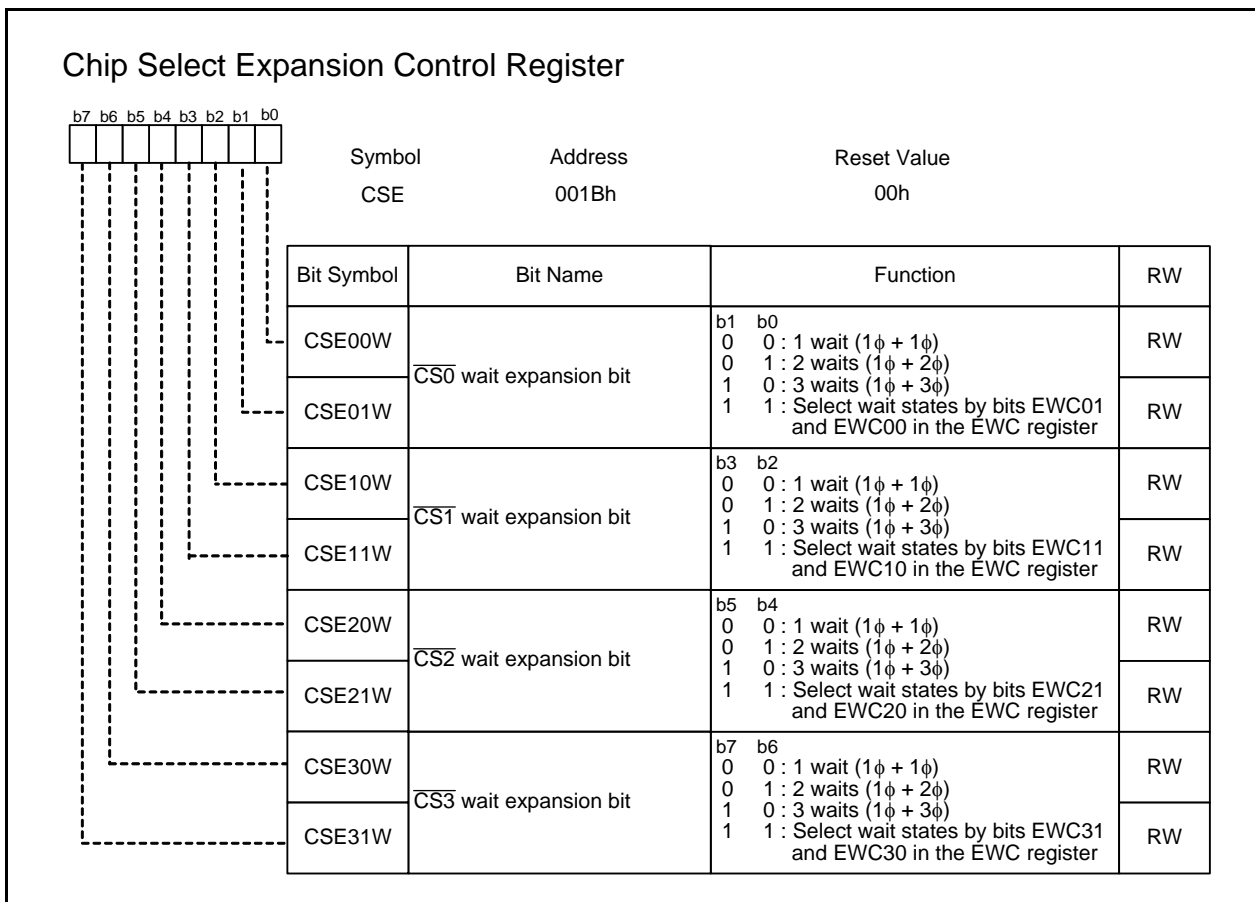 Chip Select Expansion Control Register
b7 b6 b5 b4 b3 b2 b1 b0
Symbol Address Reset Value
CSE 001Bh 00h
Bit Symbol Bit Name Function RW
CSE00W RW
CSE01W RW
CS0 wait expansion bit
b1 b0
0 0 : 1 wait (1ϕ + 1ϕ)
0 1 : 2 waits (1ϕ + 2ϕ)
1 0 : 3 waits (1ϕ + 3ϕ)
1 1 : Select wait states by bits EWC01
and EWC00 in the EWC register
CSE10W RW
CSE11W RW
CS1 wait expansion bit
b3 b2
0 0 : 1 wait (1ϕ + 1ϕ)
0 1 : 2 waits (1ϕ + 2ϕ)
1 0 : 3 waits (1ϕ + 3ϕ)
1 1 : Select wait states by bits EWC11
and EWC10 in the EWC register
CSE20W RW
CSE21W RW
CS2 wait expansion bit
b5 b4
0 0 : 1 wait (1ϕ + 1ϕ)
0 1 : 2 waits (1ϕ + 2ϕ)
1 0 : 3 waits (1ϕ + 3ϕ)
1 1 : Select wait states by bits EWC21
and EWC20 in the EWC register
CSE30W RW
CSE31W RW
CS3 wait expansion bit
b7 b6
0 0 : 1 wait (1ϕ + 1ϕ)
0 1 : 2 waits (1ϕ + 2ϕ)
1 0 : 3 waits (1ϕ + 3ϕ)
1 1 : Select wait states by bits EWC31
and EWC30 in the EWC register